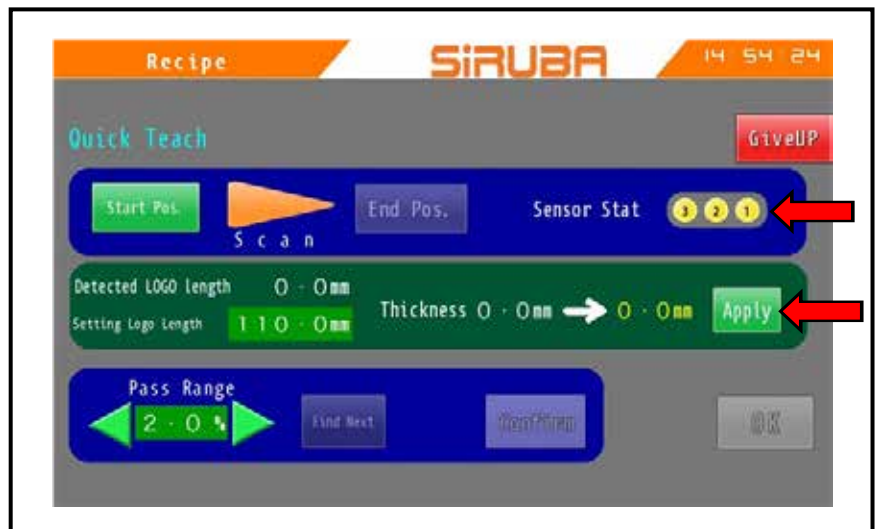 Recipe SiRUBA 14 54 24
Quick Teach
GiveUP
Start Pos. End Pos. Sensor Stat 3 2 1
Scan
Detected LOGO length 0.0mm
Thickness 0.0mm 0.0mm Apply
Setting Logo Length 110.0mm
Pass Range
2.0 % Find Next Confirm OK